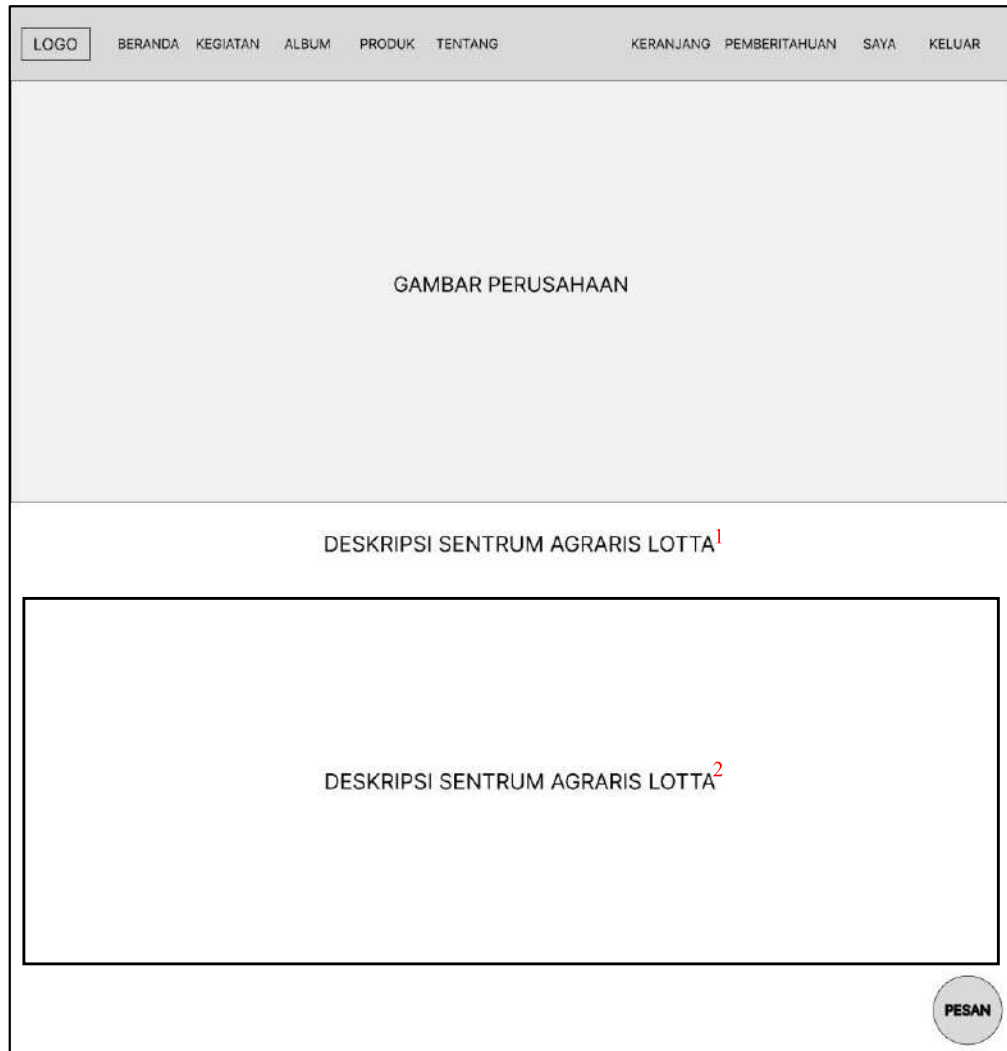 LOGO BERANDA KEGIATAN ALBUM PRODUK TENTANG KERANJANG PEMBERITAHUAN SAYA KELUAR
GAMBAR PERUSAHAAN
DESKRIPSI SENTRUM AGRARIS LOTTA1
DESKRIPSI SENTRUM AGRARIS LOTTA2
PESAN